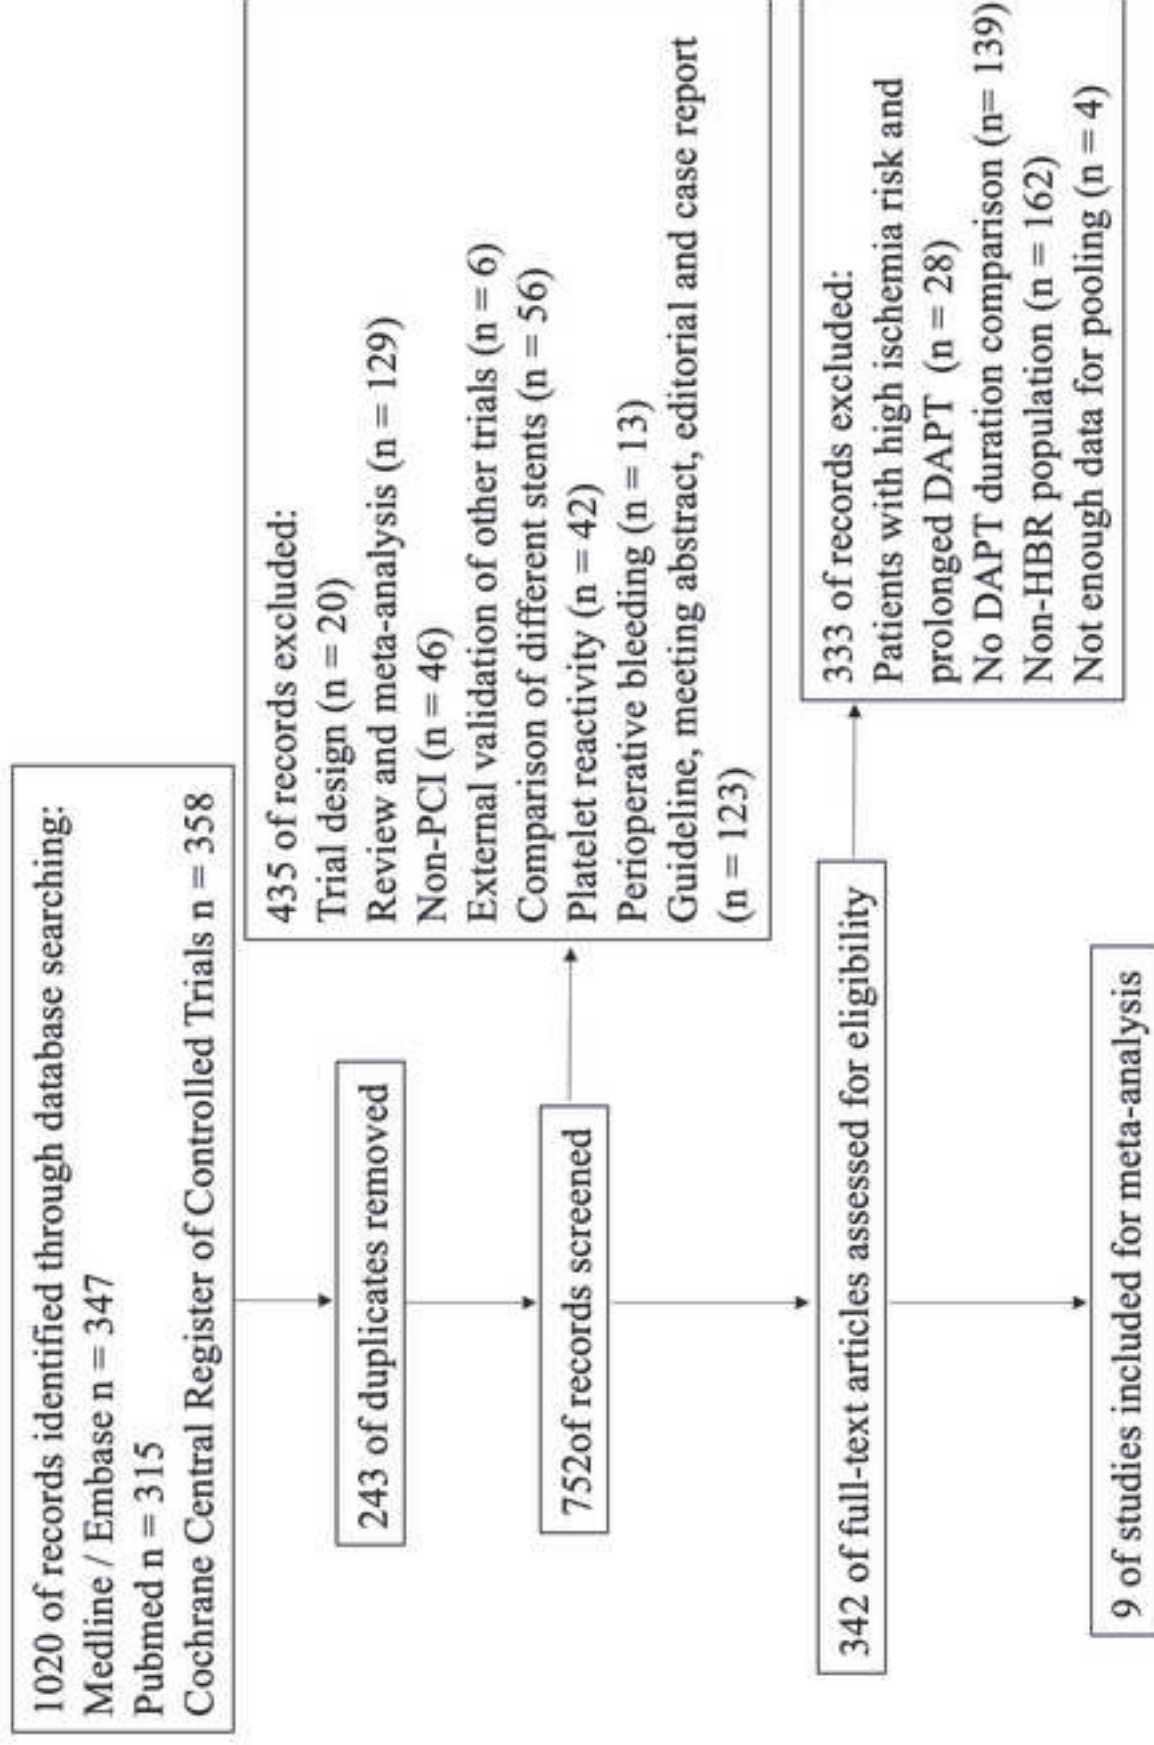 1020 of records identified through database searching:
Medline / Embase n = 347
Pubmed n = 315
Cochrane Central Register of Controlled Trials n = 358
243 of duplicates removed
752of records screened
435 of records excluded:
Trial design (n = 20)
Review and meta-analysis (n = 129)
Non-PCI (n = 46)
External validation of other trials (n = 6)
Comparison of different stents (n = 56)
Platelet reactivity (n = 42)
Perioperative bleeding (n = 13)
Guideline, meeting abstract, editorial and case report
(n = 123)
342 of full-text articles assessed for eligibility
333 of records excluded:
Patients with high ischemia risk and
prolonged DAPT (n = 28)
No DAPT duration comparison (n= 139)
Non-HBR population (n = 162)
Not enough data for pooling (n = 4)
9 of studies included for meta-analysis